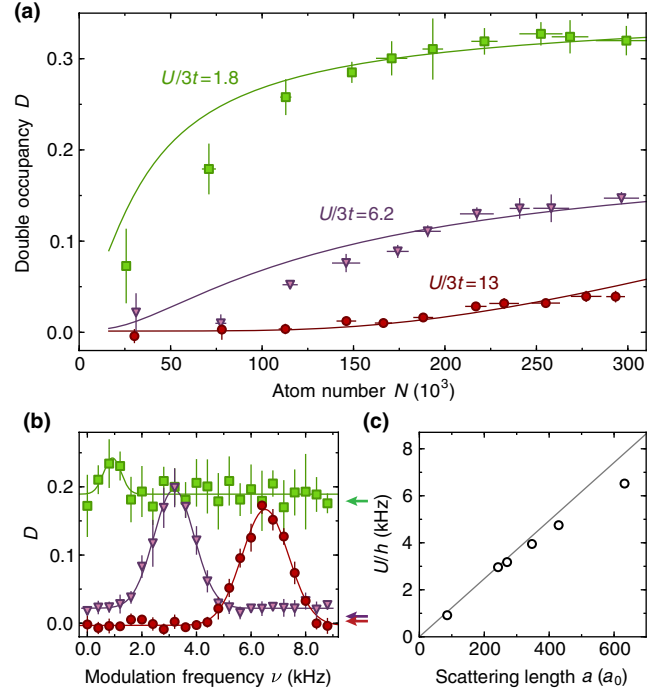 (a)
0.3
0.2
0.1
0.0
Double occupancy D
U/3t=1.8
U/3t=6.2
U/3t=13
0 50 100 150 200 250 300
Atom number N (10³)
(b)
0.2
0.1
0.0
D
0.0 2.0 4.0 6.0 8.0
Modulation frequency ν (kHz)
(c)
8
6
4
2
0
U/h (kHz)
0 200 400 600
Scattering length a (a₀)